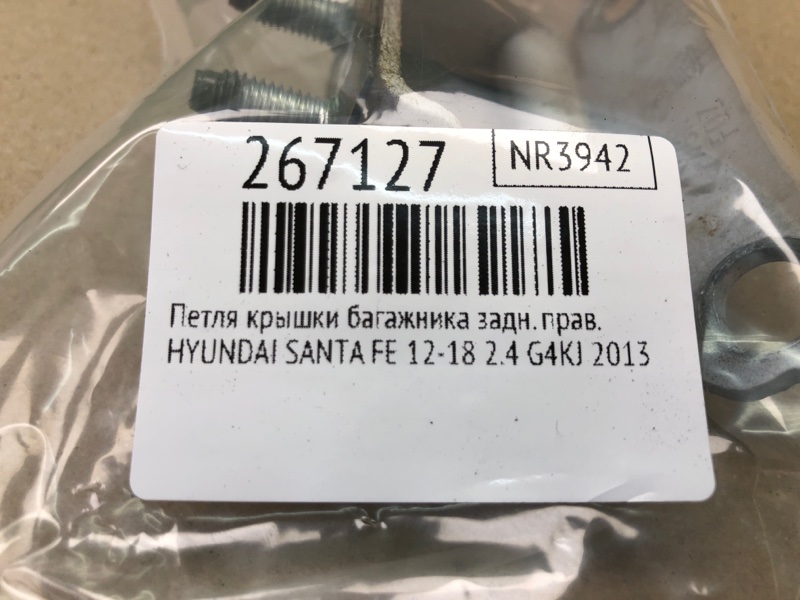 267127
NR3942
Петля крышки багажника задн. прав.
HYUNDAI SANTA FE 12-18 2.4 G4KJ 2013